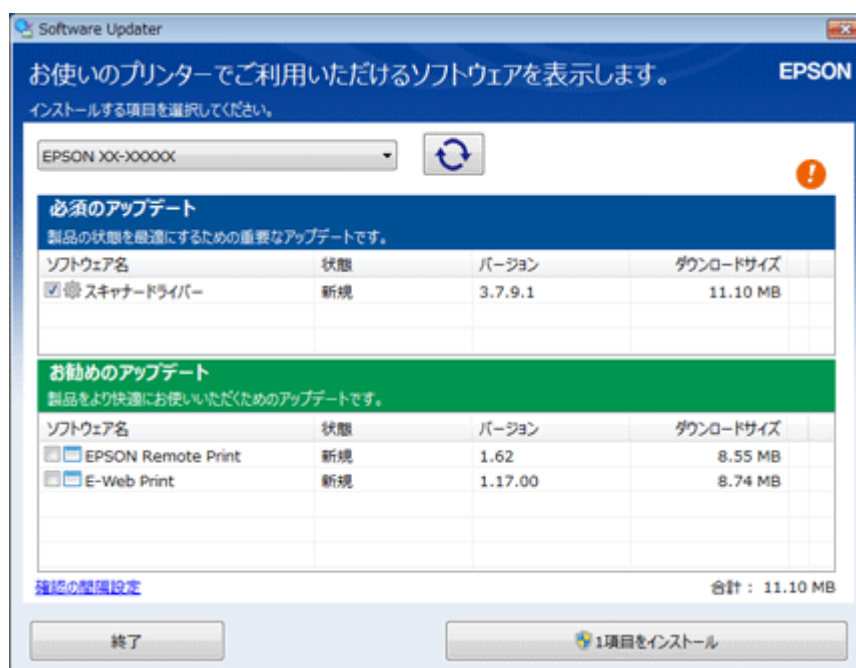 Software Updater
お使いのプリンターでご利用いただけるソフトウェアを表示します。 EPSON
インストールする項目を選択してください。
EPSON XX-XXXXX
必須のアップデート
製品の状態を最適にするための重要なアップデートです。
ソフトウェア名 状態 バージョン ダウンロードサイズ
スキャナードライバー 新規 3.7.9.1 11.10 MB
お勧めのアップデート
製品をより快適にお使いいただくためのアップデートです。
ソフトウェア名 状態 バージョン ダウンロードサイズ
EPSON Remote Print 新規 1.62 8.55 MB
E-Web Print 新規 1.17.00 8.74 MB
確認の間隔設定 合計： 11.10 MB
終了 1項目をインストール